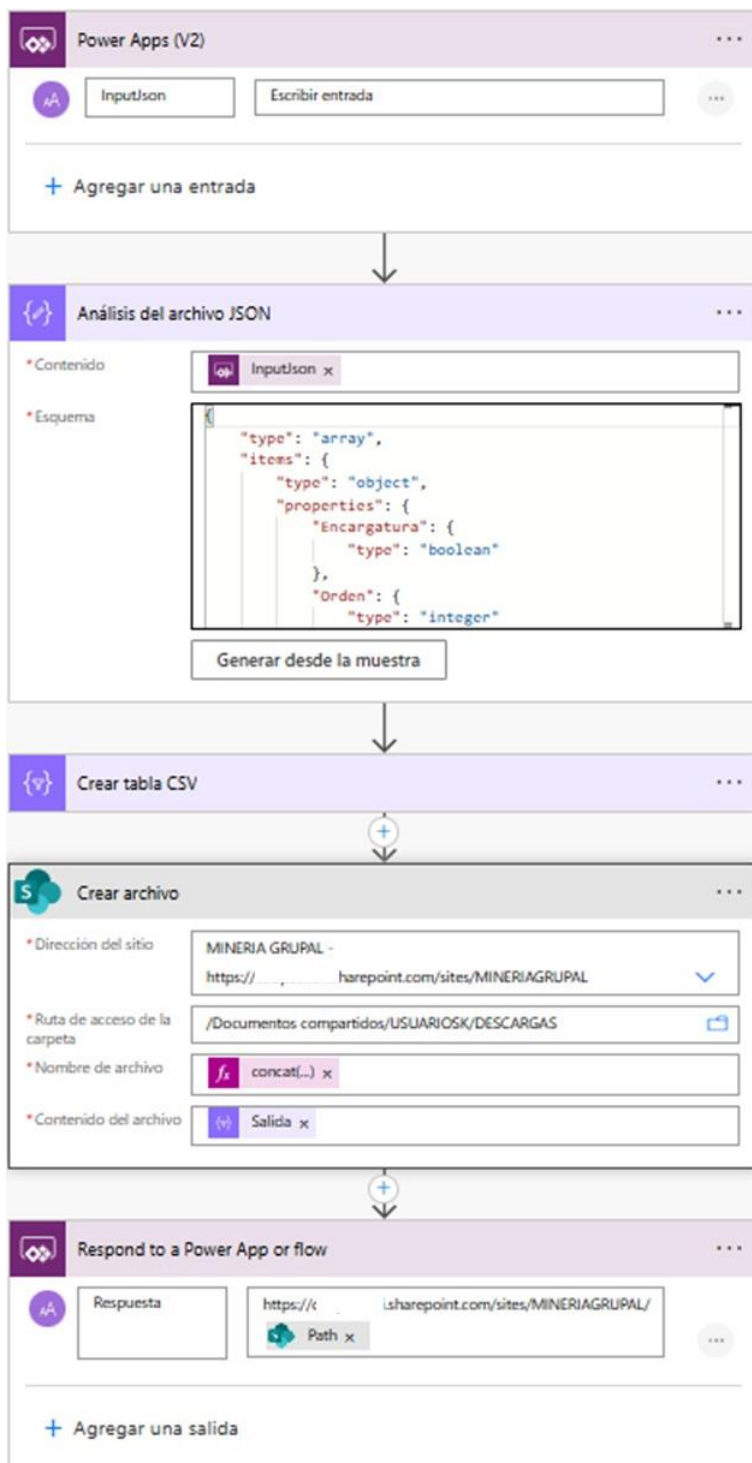 Power Apps (V2)
InputJson
Escribir entrada
+ Agregar una entrada
Análisis del archivo JSON
*Contenido
InputJson x
*Esquema
{
"type": "array",
"items": {
"type": "object",
"properties": {
"Encargatura": {
"type": "boolean"
},
"Orden": {
"type": "integer"
Generar desde la muestra
Crear tabla CSV
Crear archivo
*Dirección del sitio
MINERIA GRUPAL -
https:// harepoint.com/sites/MINERIAGRUPAL
*Ruta de acceso de la
carpeta
/Documentos compartidos/USUARIOSK/DESCARGAS
*Nombre de archivo
fx concat(...) x
*Contenido del archivo
Salida x
Respond to a Power App or flow
Respuesta
https:// .sharepoint.com/sites/MINERIAGRUPAL/
Path x
+ Agregar una salida